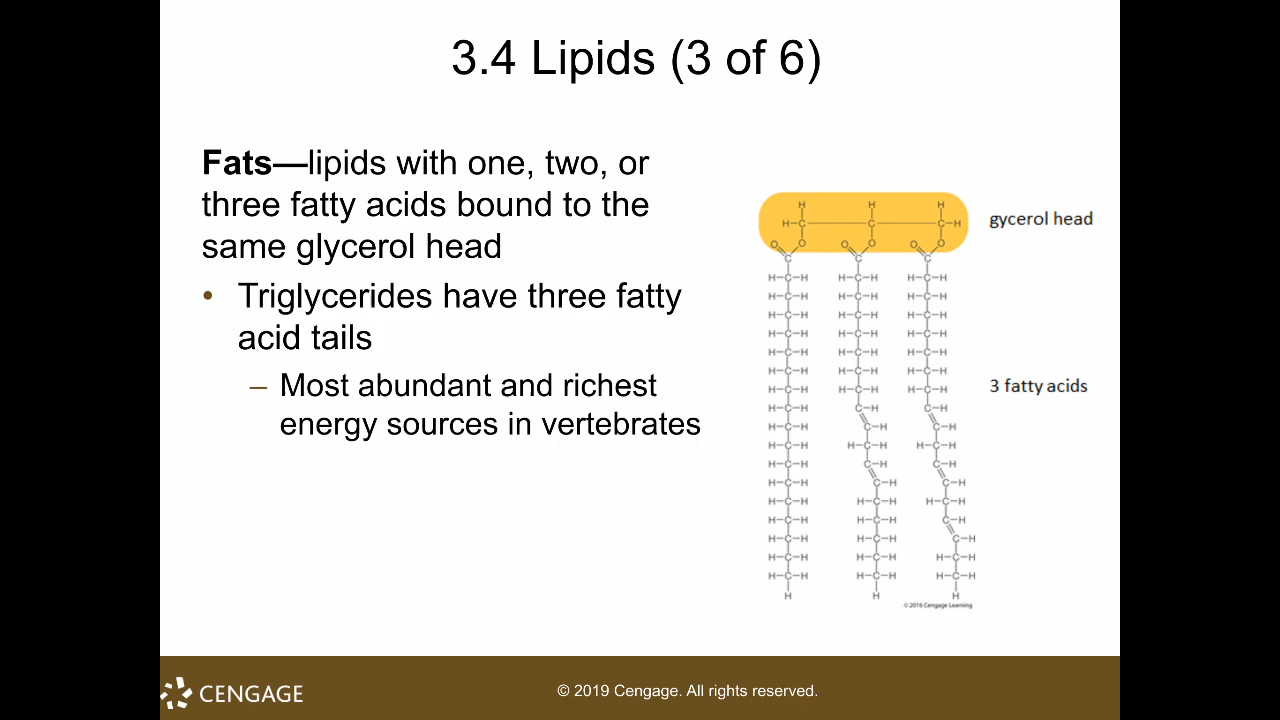 3.4 Lipids (3 of 6)
Fats—lipids with one, two, or
three fatty acids bound to the
same glycerol head
• Triglycerides have three fatty
acid tails
– Most abundant and richest
energy sources in vertebrates
gycerol head
3 fatty acids
© 2016 Cengage Learning
CENGAGE
© 2019 Cengage. All rights reserved.